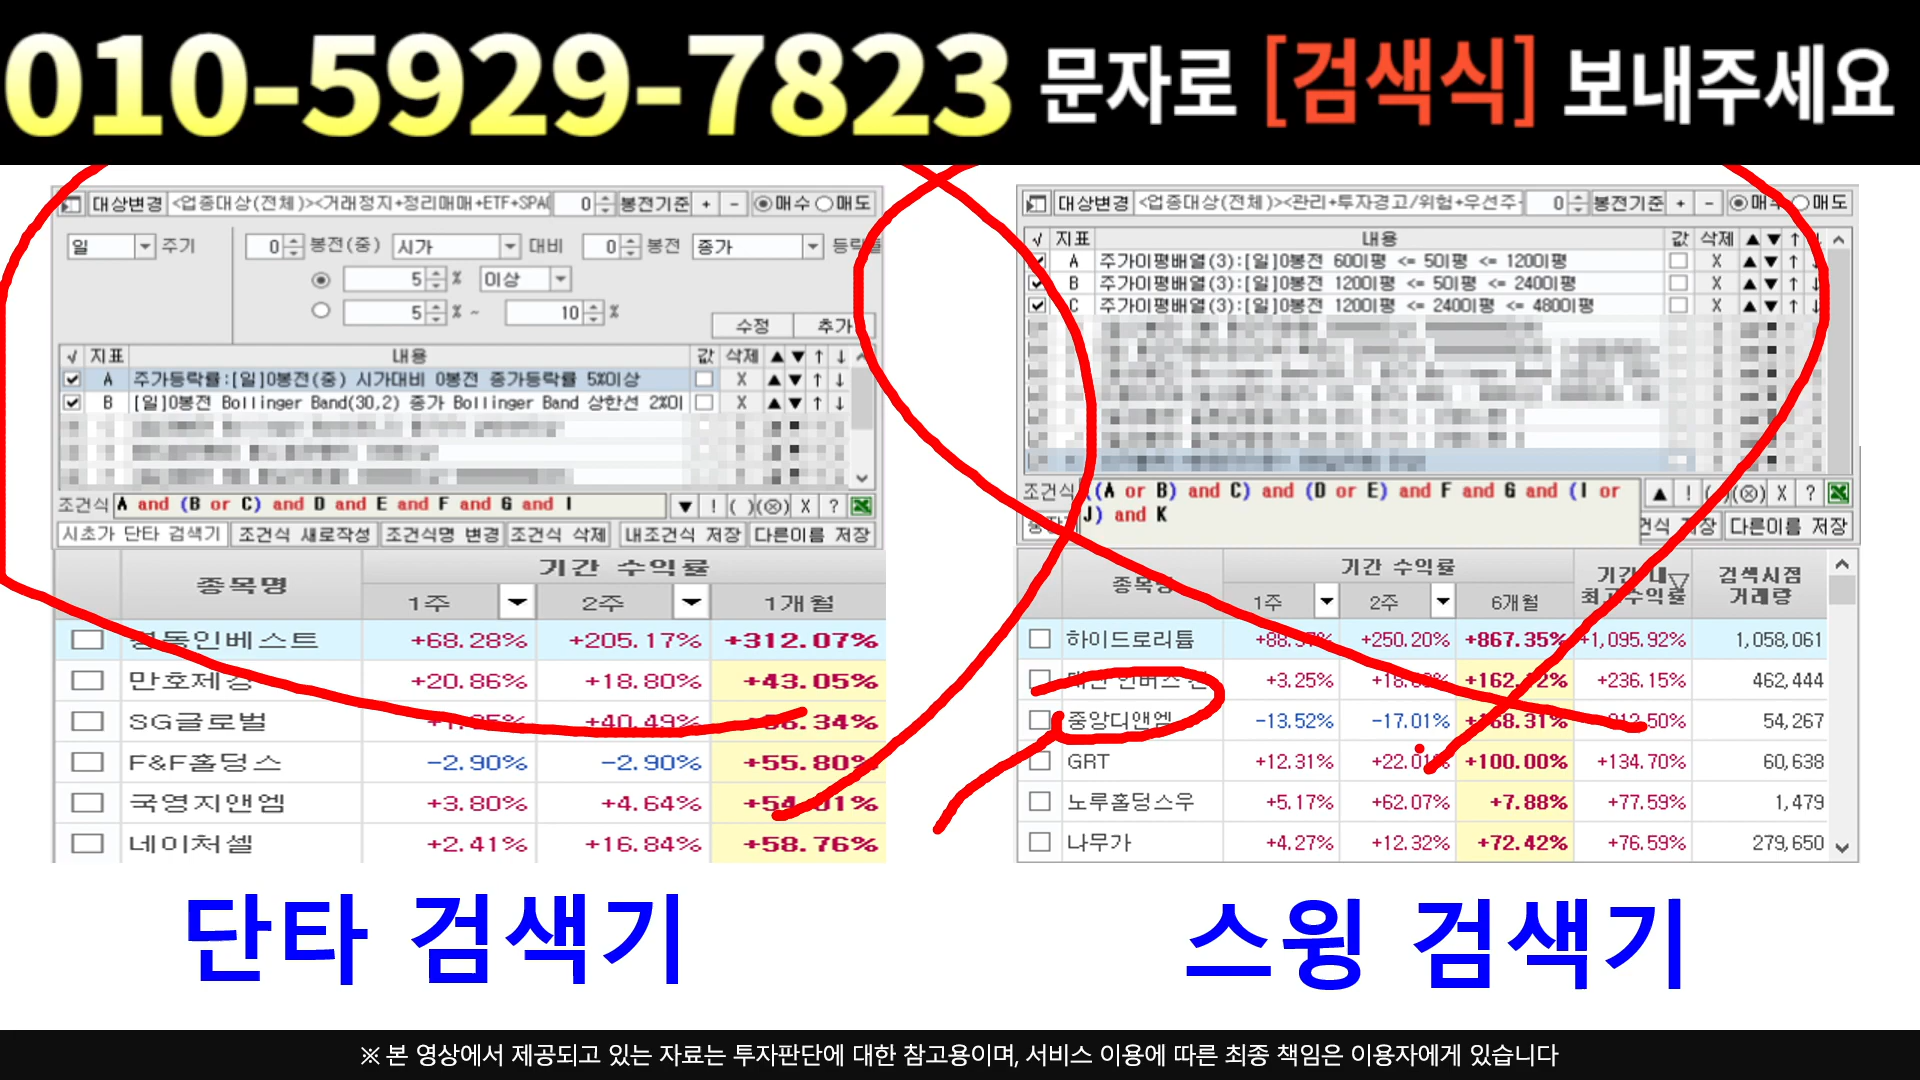 010-5929-7823 문자로 [검색식] 보내주세요
대상변경 <업종대상(전체)><거래정지+정리매매+ETF+SPA 0 봉전기준 + - 매수 매도
일 주기 0 봉전(중) 시가 대비 0 봉전 종가
5 % 이상
5 % ~ 10 %
수정 추가
√ 지표 내용 값 삭제 ▲ ▼ ↑ ↓
A 주가등락률:[일]0봉전(중) 시가대비 0봉전 종가등락률 5%이상 X ▲ ▼ ↑ ↓
B [일]0봉전 Bollinger Band(30,2) 종가 Bollinger Band 상한선 2%이 X ▲ ▼ ↑ ↓
조건식 A and (B or C) and D and E and F and G and I ▼ ! ( ) (⊗) X ?
시초가 단타 검색기 조건식 새로작성 조건식명 변경 조건식 삭제 내조건식 저장 다른이름 저장
종목명 기간 수익률
1주 2주 1개월
+68.28% +205.17% +312.07%
만호제강 +20.86% +18.80% +43.05%
SG글로벌 +40.49%
F&F홀딩스 -2.90% -2.90% +55.80%
국영지앤엠 +3.80% +4.64%
네이처셀 +2.41% +16.84% +58.76%
단타 검색기
대상변경 <업종대상(전체)><관리+투자경고/위험+우선주+ 0 봉전기준 + - 매수 매도
√ 지표 내용 값 삭제 ▲ ▼ ↑ ↓
A 주가이평배열(3):[일]0봉전 60이평 <= 5이평 <= 120이평 X ▲ ▼ ↑ ↓
B 주가이평배열(3):[일]0봉전 120이평 <= 5이평 <= 240이평 X ▲ ▼ ↑ ↓
C 주가이평배열(3):[일]0봉전 120이평 <= 240이평 <= 480이평 X ▲ ▼ ↑ ↓
조건식 ((A or B) and C) and (D or E) and F and G and (I or ▲ ! ( ) (⊗) X ?
J) and K
저장 다른이름 저장
종목명 기간 수익률 기간 내 최고수익률 검색시점 거래량
1주 2주 6개월
하이드로리튬 +250.20% +867.35% +1,095.92% 1,058,061
+3.25% +236.15% 462,444
중앙디앤엠 -13.52% -17.01% 54,267
GRT +12.31% +100.00% +134.70% 60,638
노루홀딩스우 +5.17% +62.07% +7.88% +77.59% 1,479
나무가 +4.27% +12.32% +72.42% +76.59% 279,650
스윙 검색기
※ 본 영상에서 제공되고 있는 자료는 투자판단에 대한 참고용이며, 서비스 이용에 따른 최종 책임은 이용자에게 있습니다